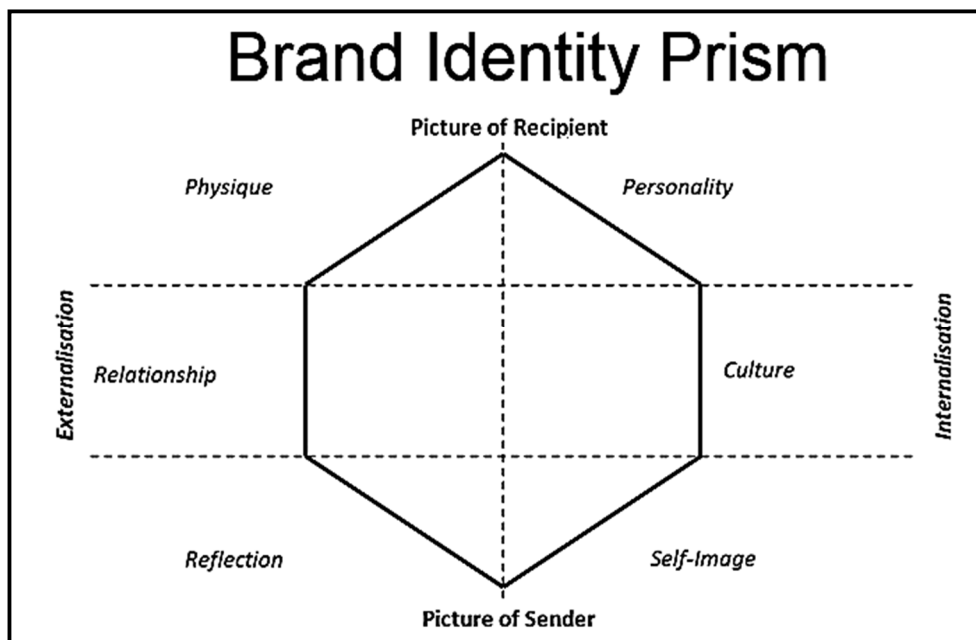 Brand Identity Prism
Picture of Recipient
Physique
Personality
Externalisation
Relationship
Culture
Internalisation
Reflection
Self-Image
Picture of Sender